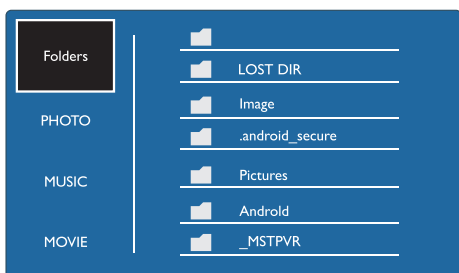 Folders
PHOTO
MUSIC
MOVIE
LOST DIR
Image
.android_secure
Pictures
Androld
_MSTPVR